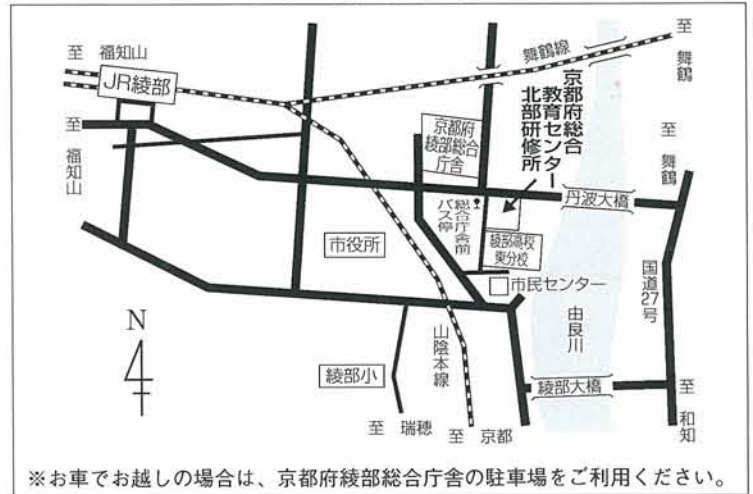 至 福知山
JR綾部
至 福知山
舞鶴線
至 舞鶴
京都府総合
教育センター
北部研修所
京都府
綾部総合
庁舎
至 舞鶴
丹波大橋
総合庁舎前
バス停
綾部高校
東分校
市役所
市民センター
国道27号
由良川
N
山陰本線
綾部小
綾部大橋
至 瑞穂
至 京都
至 和知
※お車でお越しの場合は、京都府綾部総合庁舎の駐車場をご利用ください。